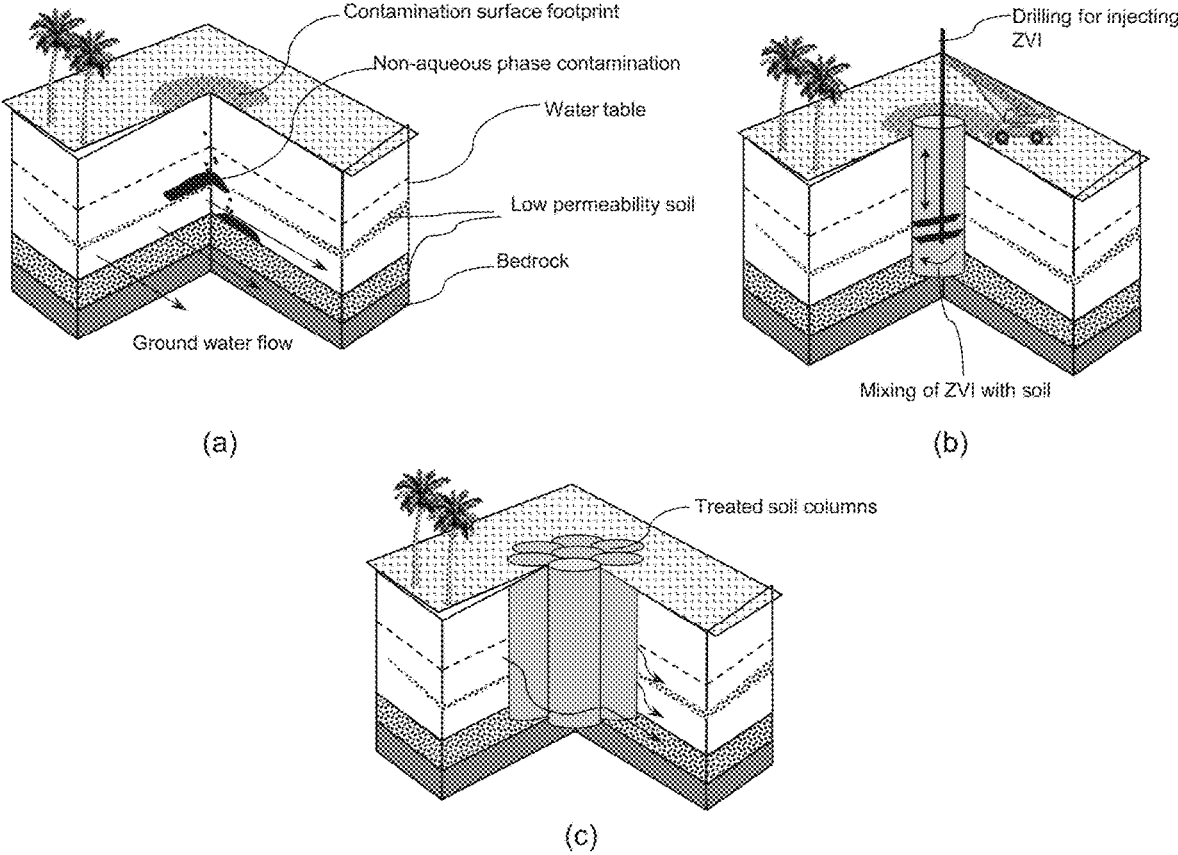 Contamination surface footprint
Non-aqueous phase contamination
Water table
Low permeability soil
Bedrock
Ground water flow
(a)
Drilling for injecting
ZVI
Mixing of ZVI with soil
(b)
Treated soil columns
(c)